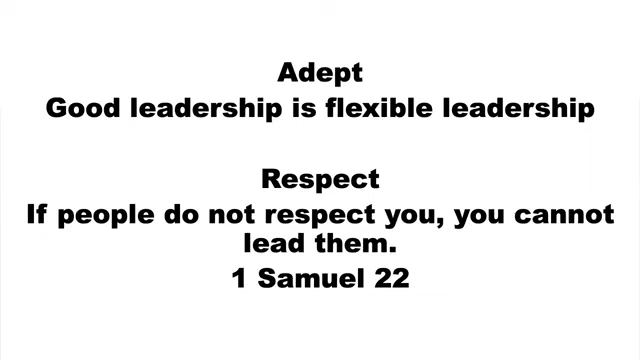 Adept
Good leadership is flexible leadership
Respect
If people do not respect you, you cannot
lead them.
1 Samuel 22